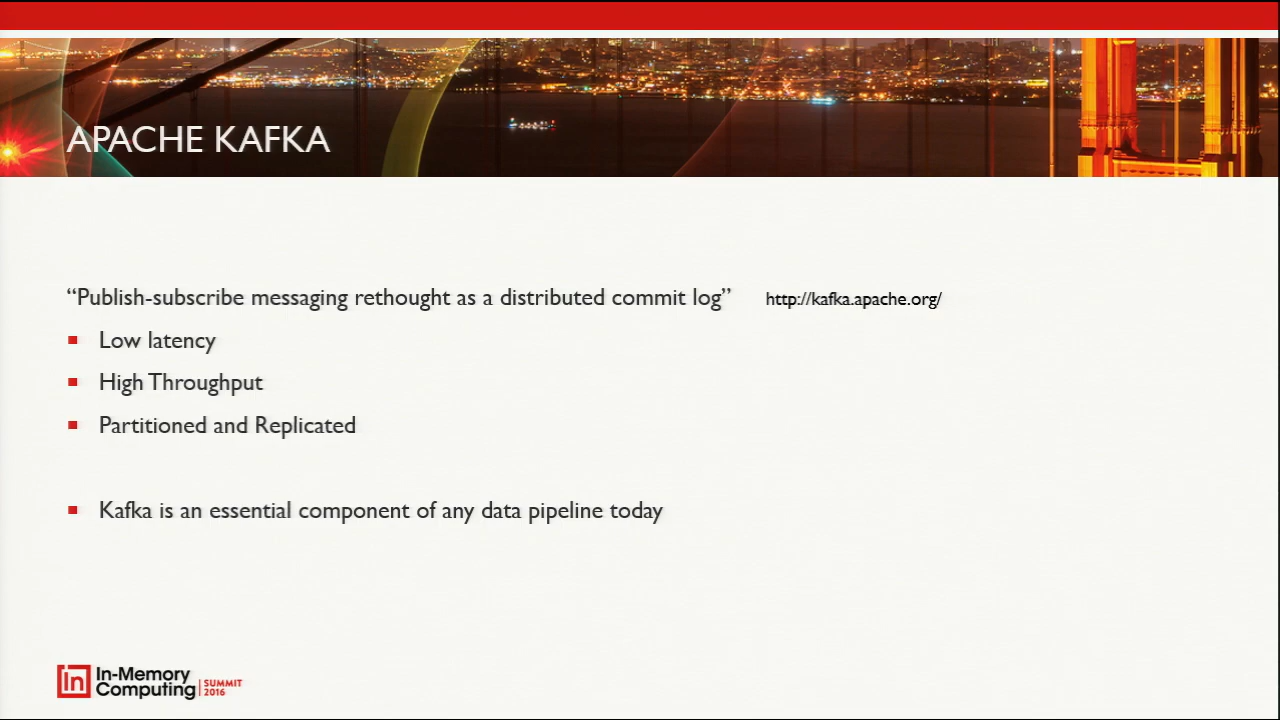 APACHE KAFKA
“Publish-subscribe messaging rethought as a distributed commit log” http://kafka.apache.org/
Low latency
High Throughput
Partitioned and Replicated
Kafka is an essential component of any data pipeline today
in In-Memory
Computing SUMMIT
2016